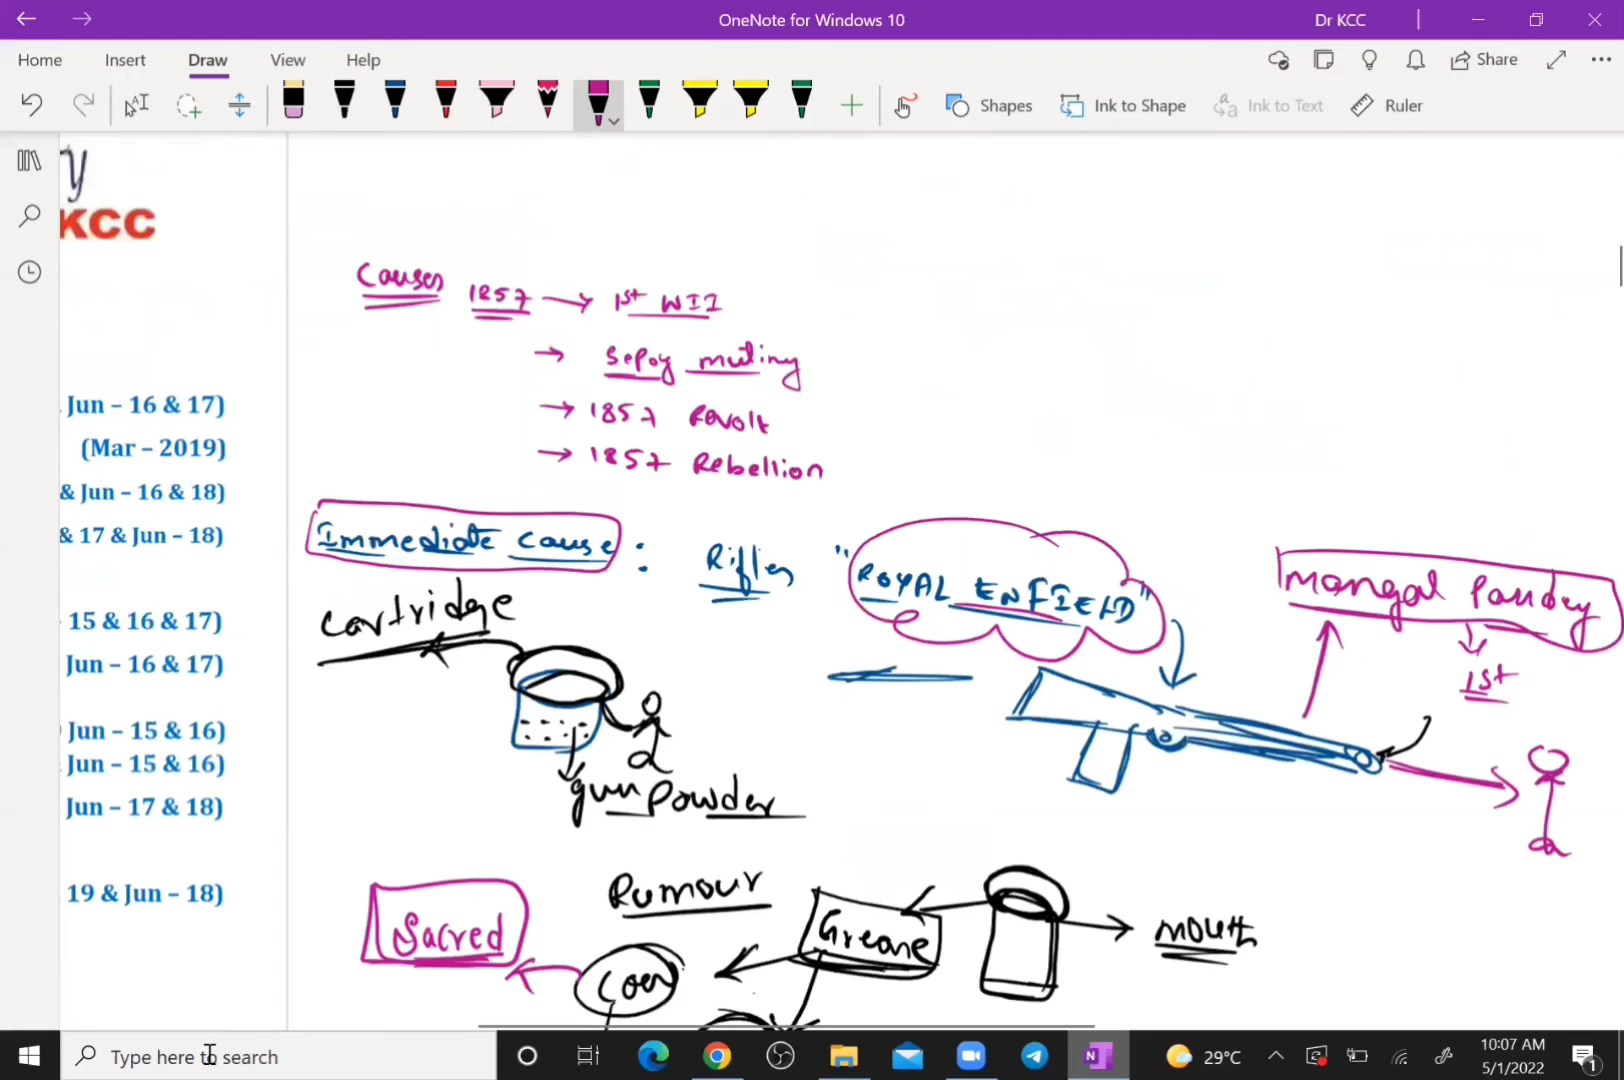 OneNote for Windows 10
Dr KCC
Home Insert Draw View Help
Share
Shapes Ink to Shape Ink to Text Ruler
y
KCC
Jun – 16 & 17)
(Mar – 2019)
& Jun – 16 & 18)
& 17 & Jun – 18)
15 & 16 & 17)
Jun – 16 & 17)
Jun – 15 & 16)
Jun – 15 & 16)
Jun – 17 & 18)
19 & Jun – 18)
Causes 1857 → 1st WII
→ Sepoy mutiny
→ 1857 Revolt
→ 1857 Rebellion
Immediate cause : Rifles "ROYAL ENFIELD"
Mangal Pandey
1st
cartridge
gun powder
Rumour
Sacred
Grease
mouth
Cow
Type here to search
29°C
10:07 AM
5/1/2022
1